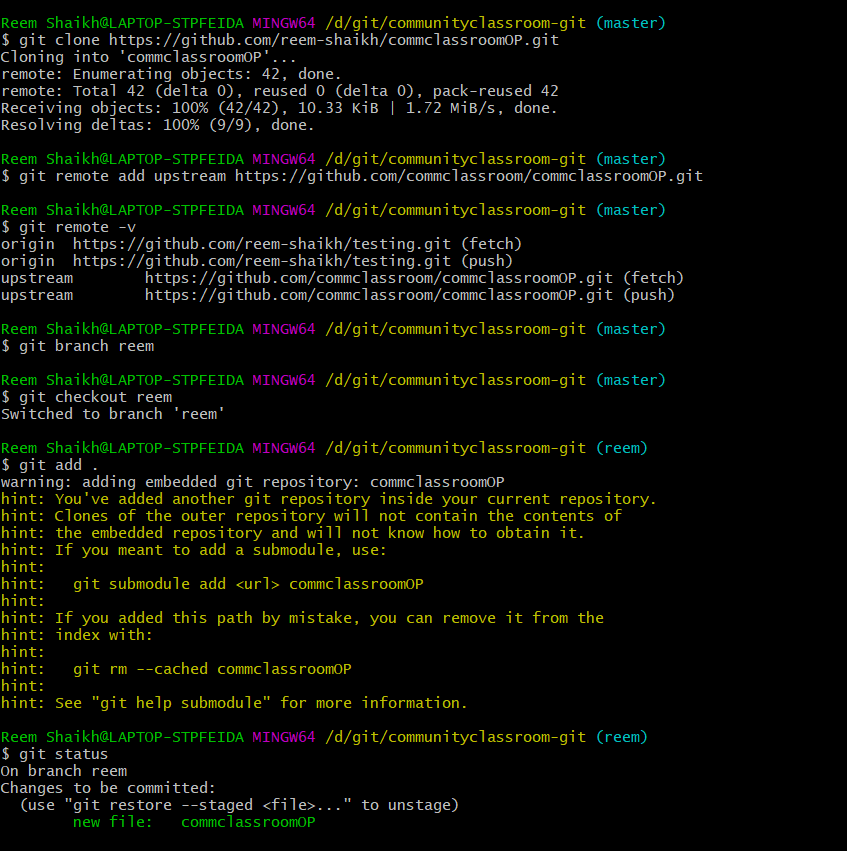 Reem Shaikh@LAPTOP-STPFEIDA MINGW64 /d/git/communityclassroom-git (master)
$ git clone https://github.com/reem-shaikh/commclassroomOP.git
Cloning into 'commclassroomOP'...
remote: Enumerating objects: 42, done.
remote: Total 42 (delta 0), reused 0 (delta 0), pack-reused 42
Receiving objects: 100% (42/42), 10.33 KiB | 1.72 MiB/s, done.
Resolving deltas: 100% (9/9), done.
Reem Shaikh@LAPTOP-STPFEIDA MINGW64 /d/git/communityclassroom-git (master)
$ git remote add upstream https://github.com/commclassroom/commclassroomOP.git
Reem Shaikh@LAPTOP-STPFEIDA MINGW64 /d/git/communityclassroom-git (master)
$ git remote -v
origin  https://github.com/reem-shaikh/testing.git (fetch)
origin  https://github.com/reem-shaikh/testing.git (push)
upstream        https://github.com/commclassroom/commclassroomOP.git (fetch)
upstream        https://github.com/commclassroom/commclassroomOP.git (push)
Reem Shaikh@LAPTOP-STPFEIDA MINGW64 /d/git/communityclassroom-git (master)
$ git branch reem
Reem Shaikh@LAPTOP-STPFEIDA MINGW64 /d/git/communityclassroom-git (master)
$ git checkout reem
Switched to branch 'reem'
Reem Shaikh@LAPTOP-STPFEIDA MINGW64 /d/git/communityclassroom-git (reem)
$ git add .
warning: adding embedded git repository: commclassroomOP
hint: You've added another git repository inside your current repository.
hint: Clones of the outer repository will not contain the contents of
hint: the embedded repository and will not know how to obtain it.
hint: If you meant to add a submodule, use:
hint:
hint:   git submodule add <url> commclassroomOP
hint:
hint: If you added this path by mistake, you can remove it from the
hint: index with:
hint:
hint:   git rm --cached commclassroomOP
hint:
hint: See "git help submodule" for more information.
Reem Shaikh@LAPTOP-STPFEIDA MINGW64 /d/git/communityclassroom-git (reem)
$ git status
On branch reem
Changes to be committed:
  (use "git restore --staged <file>..." to unstage)
        new file:   commclassroomOP